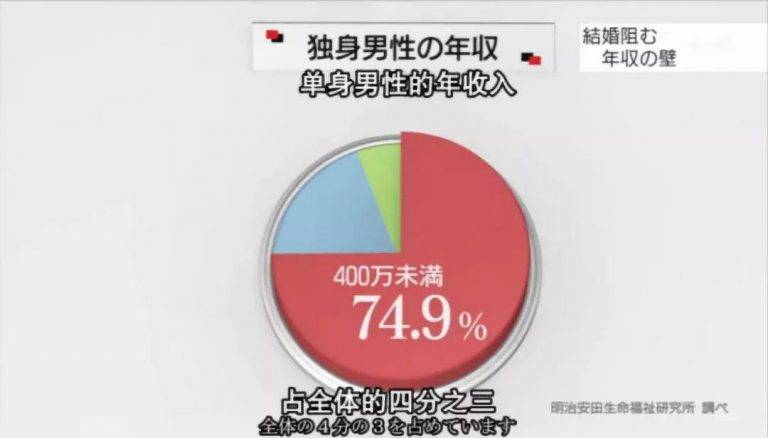 独身男性の年収
单身男性的年收入
結婚阻む
年収の壁
400万未満
74.9%
占全体的四分之三
全体の4分の3を占めています
明治安田生命福祉研究所 調べ